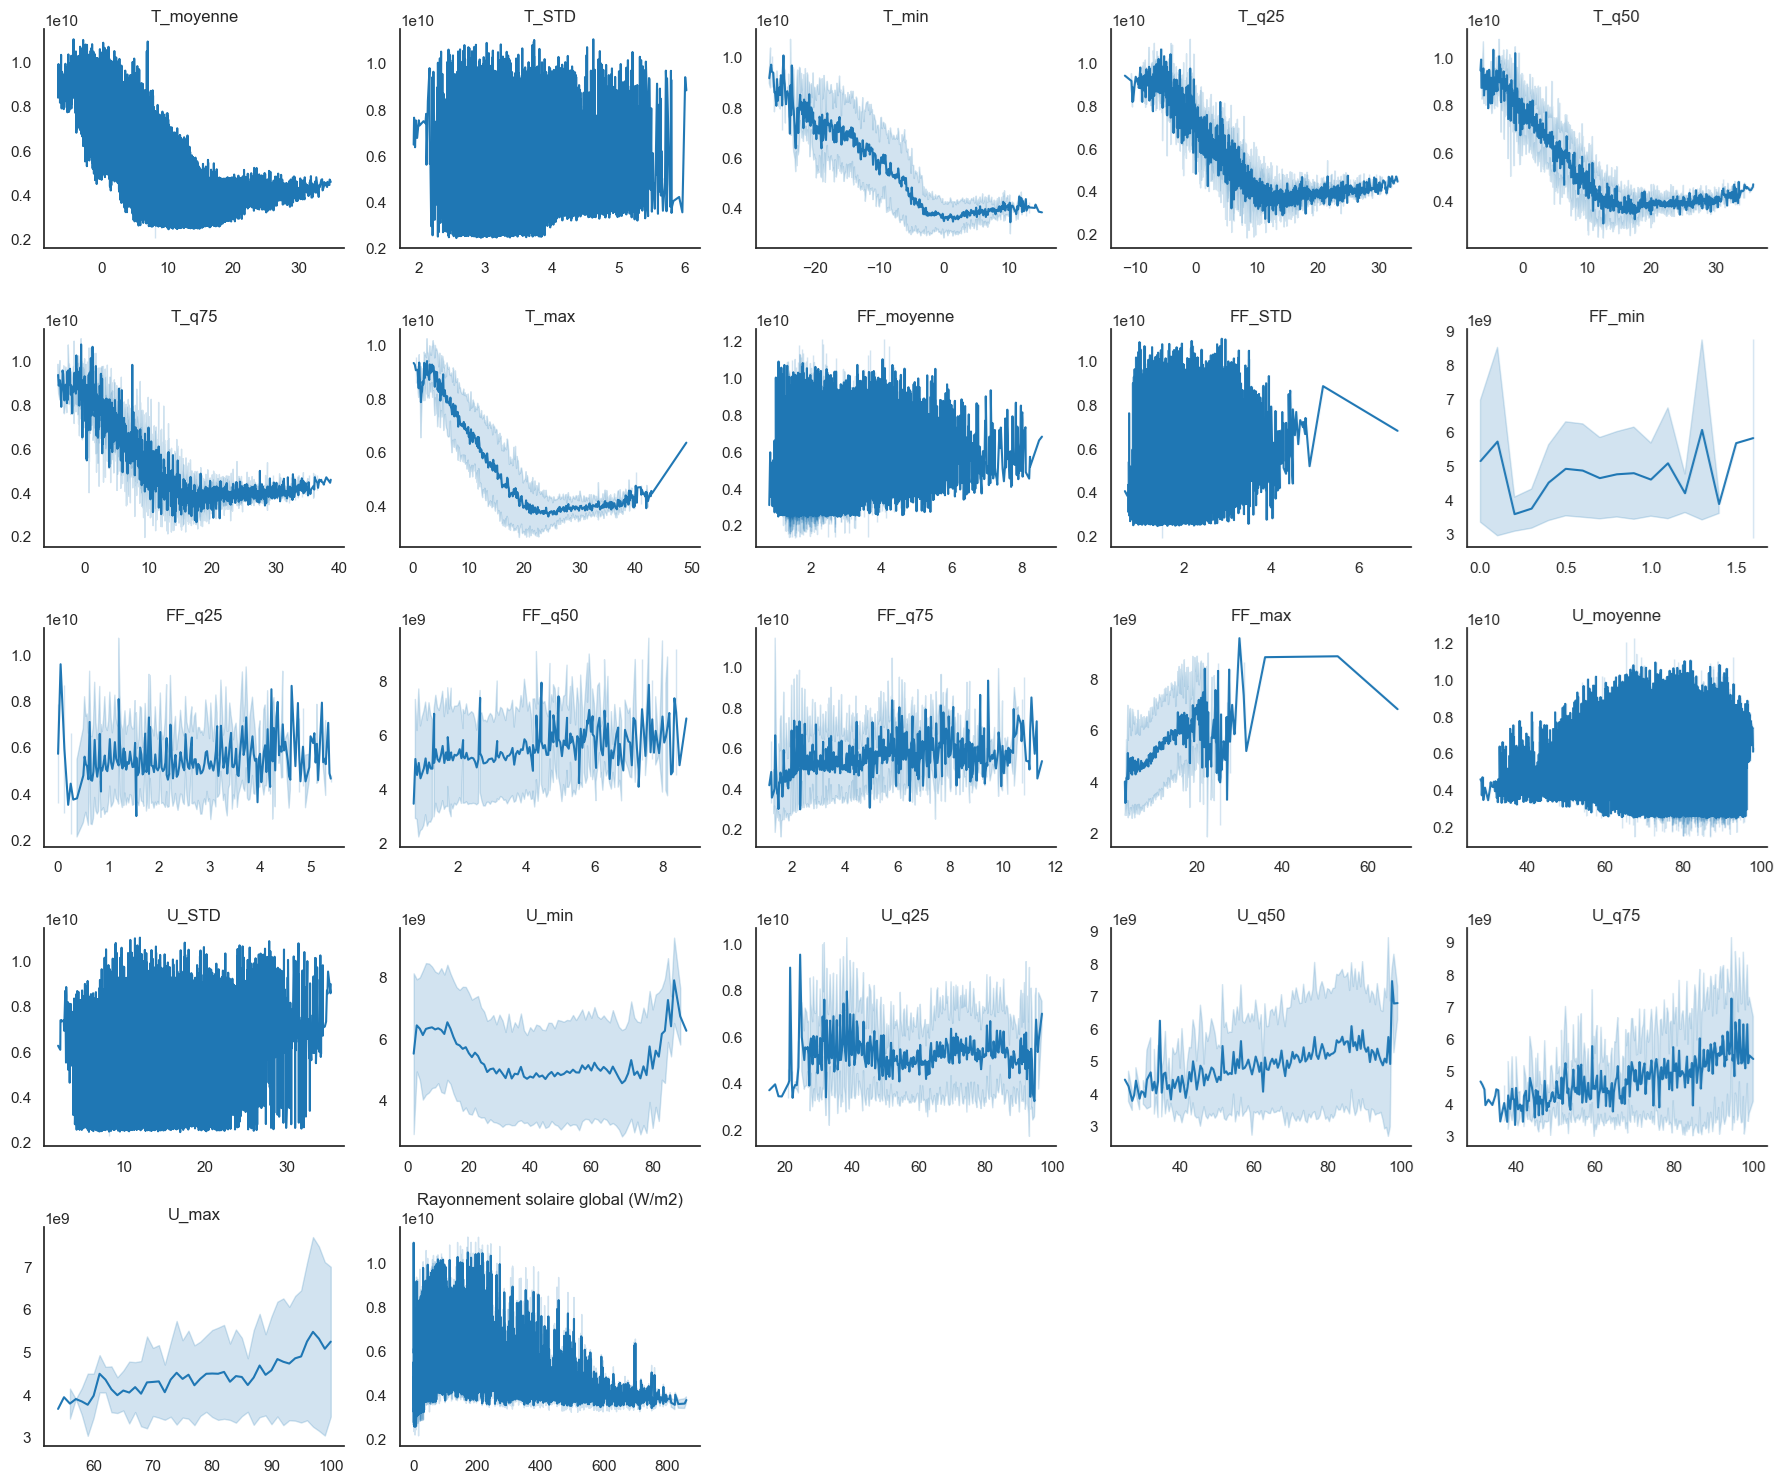 T_moyenne T_STD T_min T_q25 T_q50
1e10 1e10 1e10 1e10 1e10
1.0 0.8 0.6 0.4 0.2
0 10 20 30
1.0 0.8 0.6 0.4 0.2
2 3 4 5 6
1.0 0.8 0.6 0.4
−20 −10 0 10
1.0 0.8 0.6 0.4 0.2
−10 0 10 20 30
1.0 0.8 0.6 0.4
0 10 20 30
T_q75 T_max FF_moyenne FF_STD FF_min
1e10 1e10 1e10 1e10 1e9
1.0 0.8 0.6 0.4 0.2
0 10 20 30 40
1.0 0.8 0.6 0.4
0 10 20 30 40 50
1.2 1.0 0.8 0.6 0.4 0.2
2 4 6 8
1.0 0.8 0.6 0.4 0.2
2 4 6
9 8 7 6 5 4 3
0.0 0.5 1.0 1.5
FF_q25 FF_q50 FF_q75 FF_max U_moyenne
1e10 1e9 1e10 1e9 1e10
1.0 0.8 0.6 0.4 0.2
0 1 2 3 4 5
8 6 4 2
2 4 6 8
1.0 0.8 0.6 0.4 0.2
2 4 6 8 10 12
8 6 4 2
20 40 60
1.2 1.0 0.8 0.6 0.4 0.2
40 60 80 100
U_STD U_min U_q25 U_q50 U_q75
1e10 1e9 1e10 1e9 1e9
1.0 0.8 0.6 0.4 0.2
10 20 30
8 6 4
0 20 40 60 80
1.0 0.8 0.6 0.4 0.2
20 40 60 80 100
9 8 7 6 5 4 3
40 60 80 100
9 8 7 6 5 4 3
40 60 80 100
U_max Rayonnement solaire global (W/m2)
1e9 1e10
7 6 5 4 3
60 70 80 90 100
1.0 0.8 0.6 0.4 0.2
0 200 400 600 800